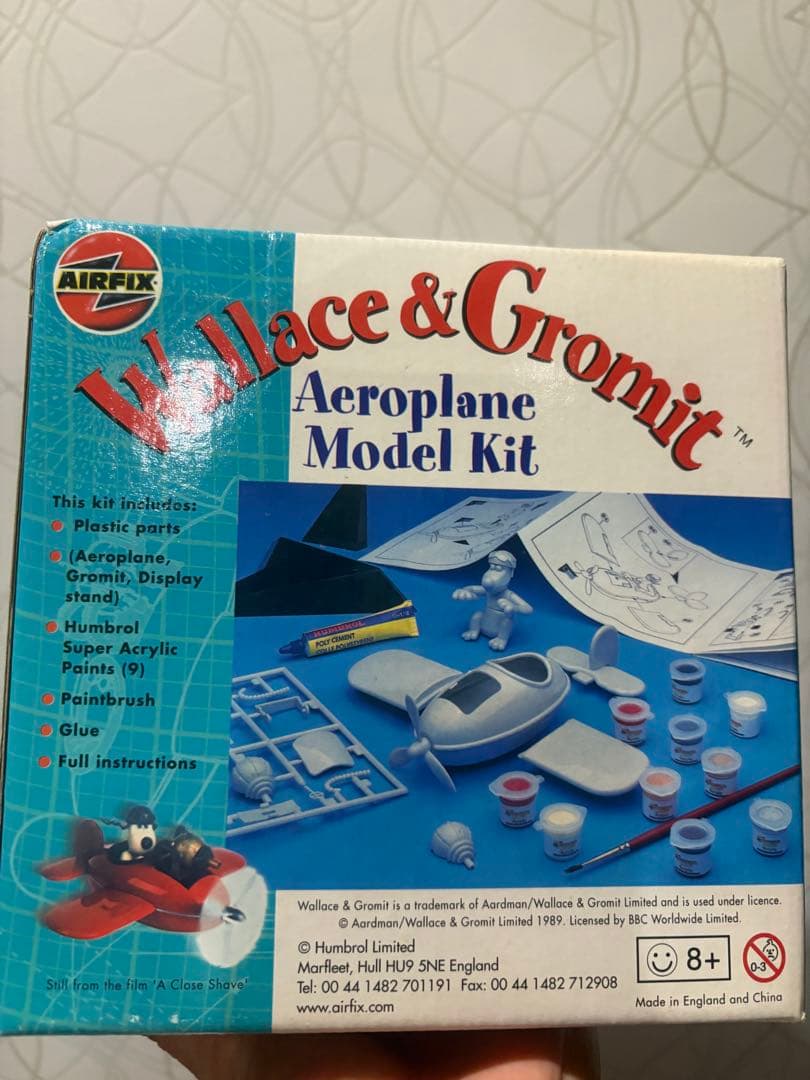 AIRFIX
Wallace & Gromit™
Aeroplane
Model Kit
This kit includes:
Plastic parts
(Aeroplane,
Gromit, Display
stand)
Humbrol
Super Acrylic
Paints (9)
Paintbrush
Glue
Full instructions
HUMBROL
POLY CEMENT
Still from the film 'A Close Shave'
Wallace & Gromit is a trademark of Aardman/Wallace & Gromit Limited and is used under licence.
© Aardman/Wallace & Gromit Limited 1989. Licensed by BBC Worldwide Limited.
© Humbrol Limited
Marfleet, Hull HU9 5NE England
Tel: 00 44 1482 701191 Fax: 00 44 1482 712908
www.airfix.com
8+
0-3
Made in England and China